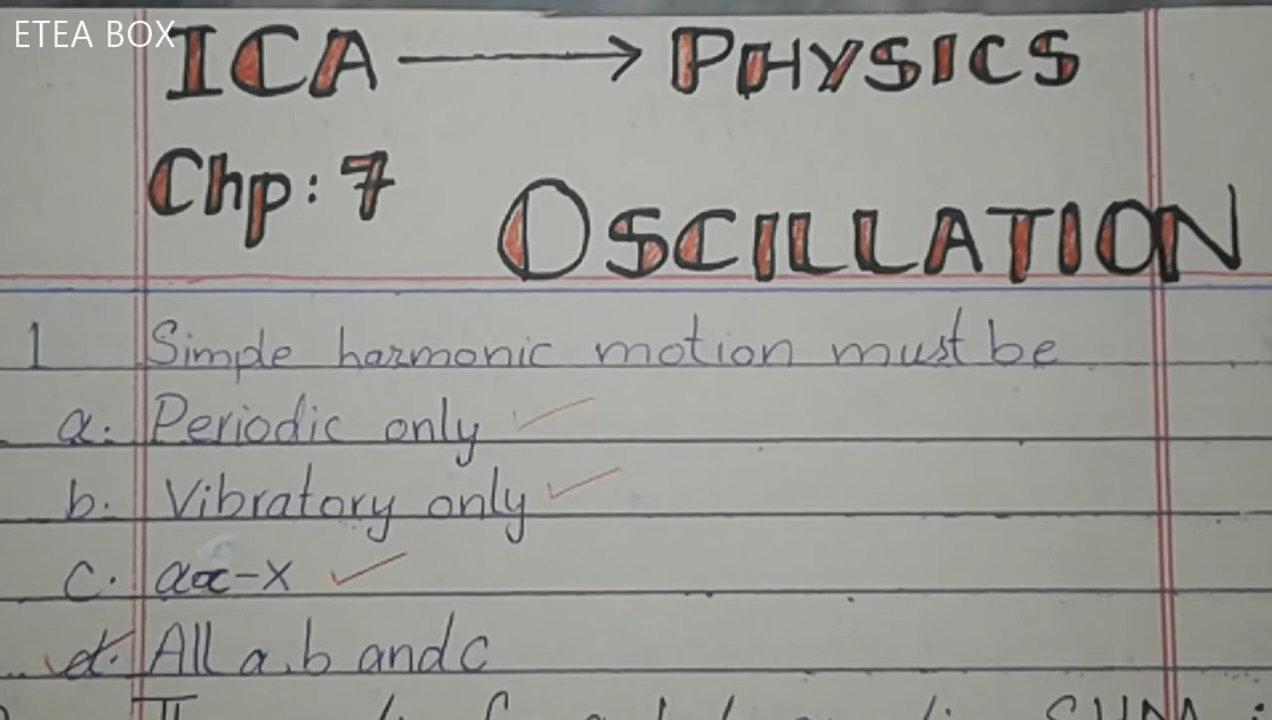 ETEA BOX
ICA → PHYSICS
Chp: 7
OSCILLATION
1 Simple harmonic motion must be
a. Periodic only ✓
b. Vibratory only ✓
c. a∝-x ✓
d. All a, b and c